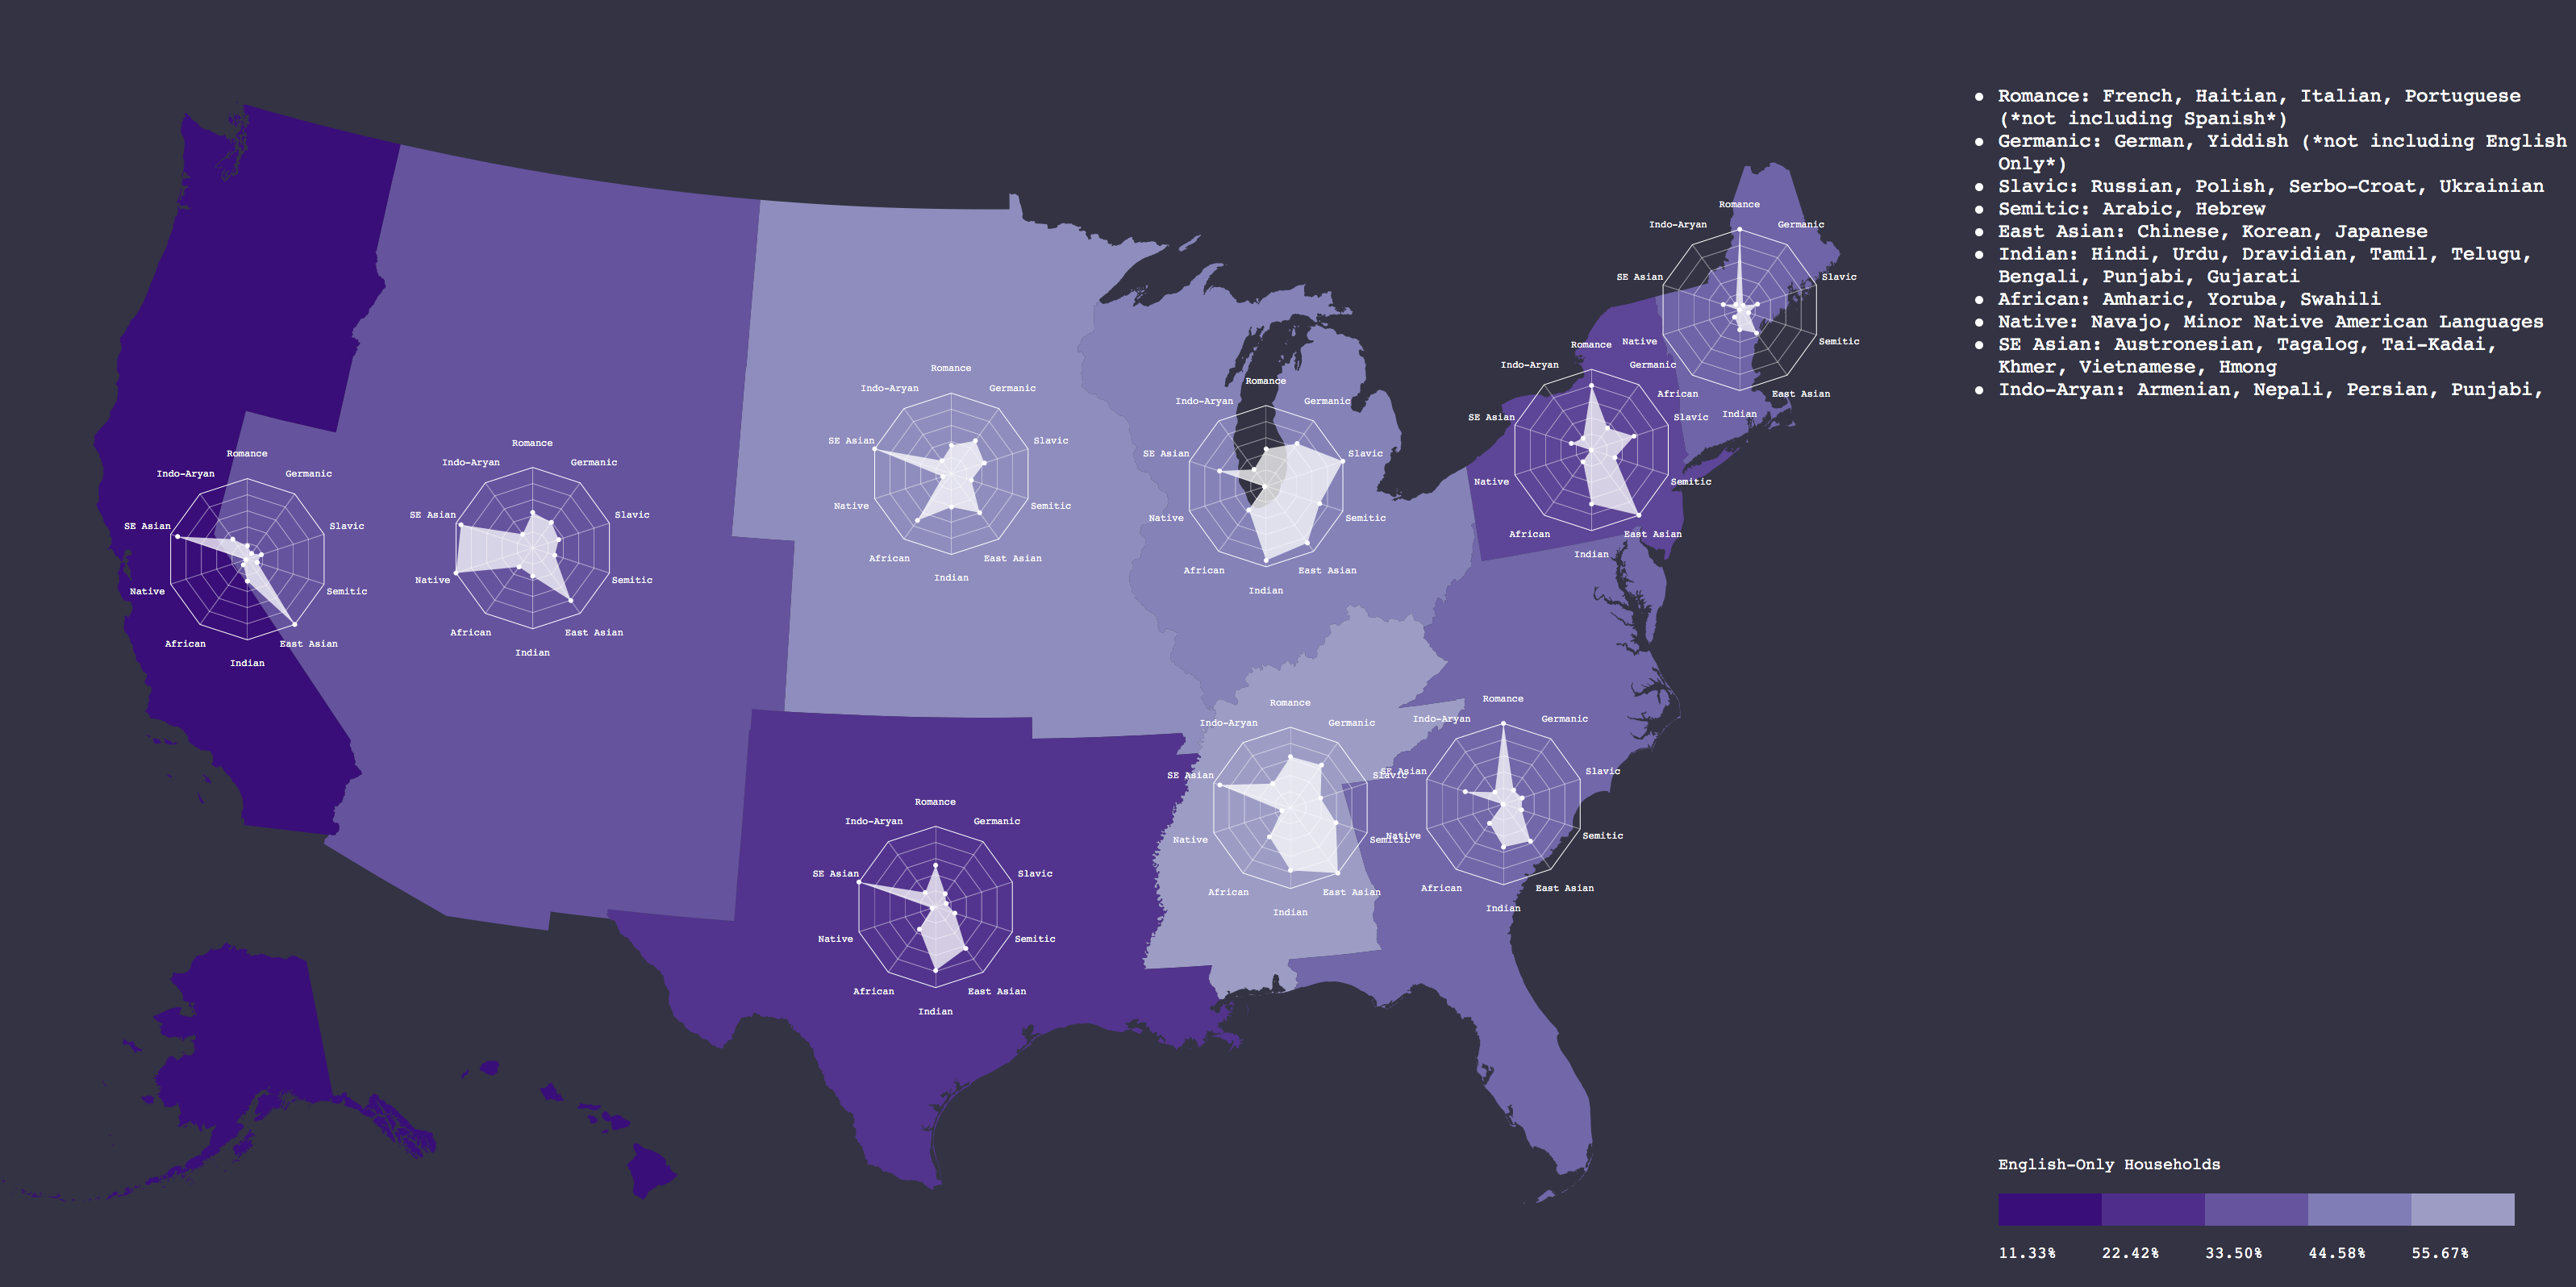 ● Romance: French, Haitian, Italian, Portuguese
(*not including Spanish*)
● Germanic: German, Yiddish (*not including English
Only*)
● Slavic: Russian, Polish, Serbo-Croat, Ukrainian
● Semitic: Arabic, Hebrew
● East Asian: Chinese, Korean, Japanese
● Indian: Hindi, Urdu, Dravidian, Tamil, Telugu,
Bengali, Punjabi, Gujarati
● African: Amharic, Yoruba, Swahili
● Native: Navajo, Minor Native American Languages
● SE Asian: Austronesian, Tagalog, Tai-Kadai,
Khmer, Vietnamese, Hmong
● Indo-Aryan: Armenian, Nepali, Persian, Punjabi,
Romance
Germanic
Slavic
Semitic
East Asian
Indian
African
Native
SE Asian
Indo-Aryan
Romance
Germanic
Slavic
Semitic
East Asian
Indian
African
Native
SE Asian
Indo-Aryan
Romance
Germanic
Slavic
Semitic
East Asian
Indian
African
Native
SE Asian
Indo-Aryan
Romance
Germanic
Slavic
Semitic
East Asian
Indian
African
Native
SE Asian
Indo-Aryan
Romance
Germanic
Slavic
Semitic
East Asian
Indian
African
Native
SE Asian
Indo-Aryan
Romance
Germanic
Slavic
Semitic
East Asian
Indian
African
Native
SE Asian
Indo-Aryan
Romance
Germanic
Slavic
Semitic
East Asian
Indian
African
Native
SE Asian
Indo-Aryan
Romance
Germanic
Slavic
Semitic
East Asian
Indian
African
Native
SE Asian
Indo-Aryan
Romance
Germanic
Slavic
Semitic
East Asian
Indian
African
Native
SE Asian
Indo-Aryan
English-Only Households
11.33% 22.42% 33.50% 44.58% 55.67%